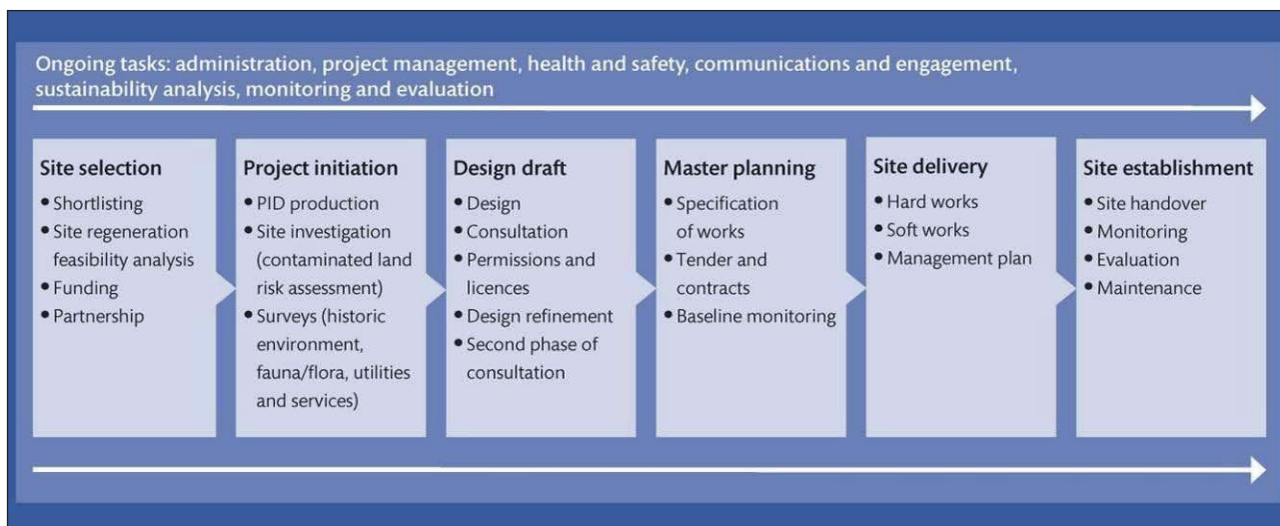 Ongoing tasks: administration, project management, health and safety, communications and engagement,
sustainability analysis, monitoring and evaluation
Site selection
• Shortlisting
• Site regeneration
feasibility analysis
• Funding
• Partnership
Project initiation
• PID production
• Site investigation
(contaminated land
risk assessment)
• Surveys (historic
environment,
fauna/flora, utilities
and services)
Design draft
• Design
• Consultation
• Permissions and
licences
• Design refinement
• Second phase of
consultation
Master planning
• Specification
of works
• Tender and
contracts
• Baseline monitoring
Site delivery
• Hard works
• Soft works
• Management plan
Site establishment
• Site handover
• Monitoring
• Evaluation
• Maintenance